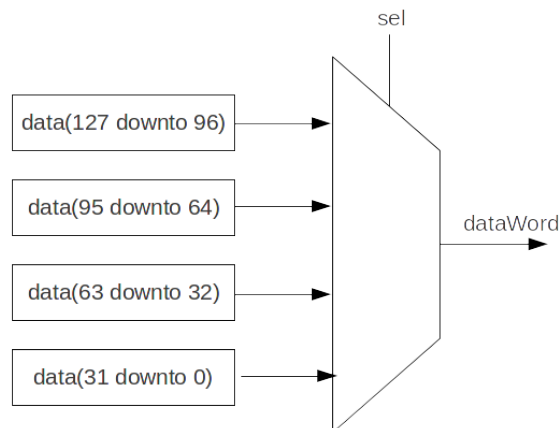 sel
data(127 downto 96)
data(95 downto 64)
dataWord
data(63 downto 32)
data(31 downto 0)